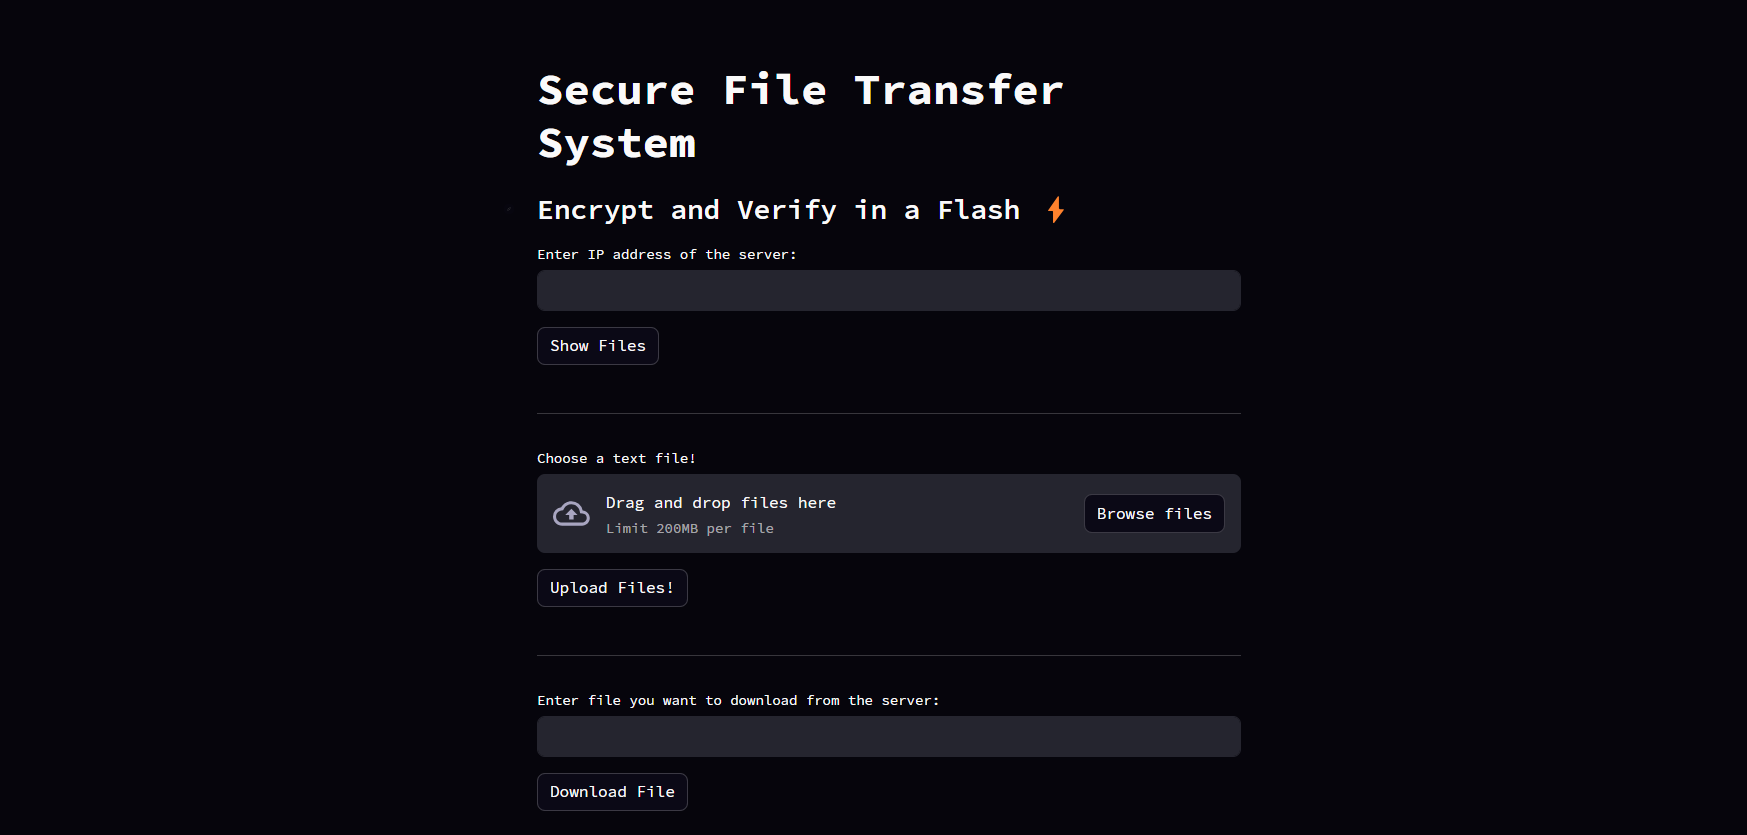 Secure File Transfer
System
Encrypt and Verify in a Flash
Enter IP address of the server:
Show Files
Choose a text file!
Drag and drop files here
Limit 200MB per file
Browse files
Upload Files!
Enter file you want to download from the server:
Download File